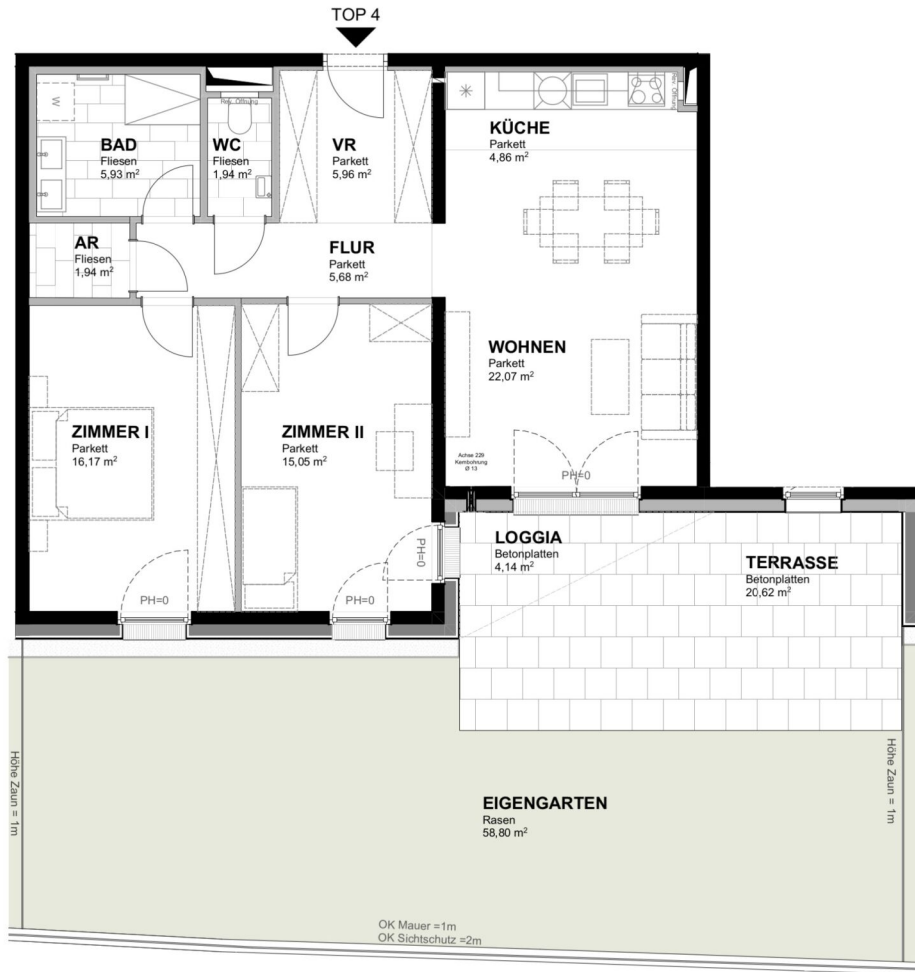 TOP 4
W
BAD
Fliesen
5,93 m²
Rev. Öffnung
WC
Fliesen
1,94 m²
VR
Parkett
5,96 m²
Rev. Öffnung
KÜCHE
Parkett
4,86 m²
AR
Fliesen
1,94 m²
FLUR
Parkett
5,68 m²
WOHNEN
Parkett
22,07 m²
ZIMMER I
Parkett
16,17 m²
ZIMMER II
Parkett
15,05 m²
Achse 229
Kernbohrung
Ø 13
PH=0
PH=0
PH=0
PH=0
LOGGIA
Betonplatten
4,14 m²
TERRASSE
Betonplatten
20,62 m²
Höhe Zaun = 1m
Höhe Zaun = 1m
EIGENGARTEN
Rasen
58,80 m²
OK Mauer =1m
OK Sichtschutz =2m